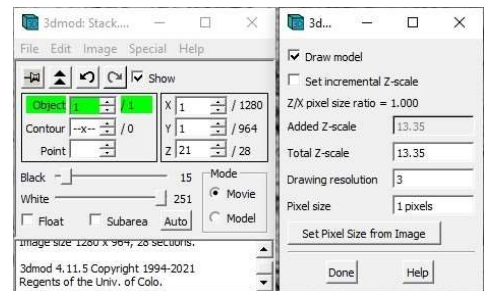 3dmod: Stack....
File Edit Image Special Help
Show
Object 1 / 1 X 1 / 1280
Contour --x-- / 0 Y 1 / 964
Point Z 21 / 28
Black 15 Mode
White 251 Movie
Float Subarea Auto Model
Image size 1280 x 964, 28 sections.
3dmod 4.11.5 Copyright 1994-2021
Regents of the Univ. of Colo.
3d...
Draw model
Set incremental Z-scale
Z/X pixel size ratio = 1.000
Added Z-scale 13.35
Total Z-scale 13.35
Drawing resolution 3
Pixel size 1 pixels
Set Pixel Size from Image
Done Help